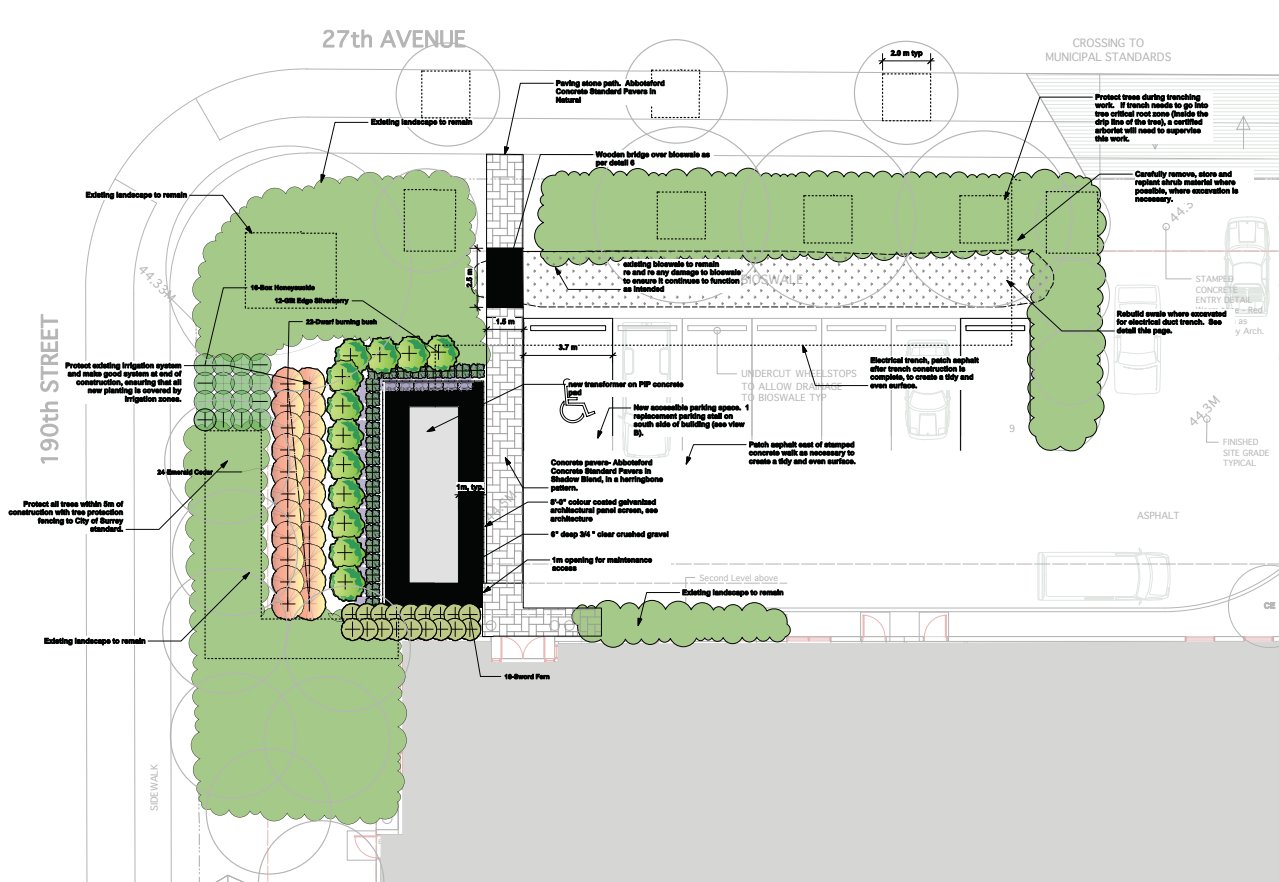 27th AVENUE
CROSSING TO
MUNICIPAL STANDARDS
2.0 m typ
Paving stone path. Abbotsford
Concrete Standard Pavers in
Natural
Protect trees during trenching
work. If trench needs to go into
tree critical root zone (inside the
drip line of the tree), a certified
arborist will need to supervise
this work.
Existing landscape to remain
Wooden bridge over bioswale as
per detail 6
Existing landscape to remain
Carefully remove, store and
replant shrub material where
possible, where excavation is
necessary.
44.5
44.33M
2.5 m
existing bioswale to remain
re and re any damage to bioswale
to ensure it continues to function
as intended
BIOSWALE
STAMPED
CONCRETE
ENTRY DETAIL
e - Red
as
y Arch.
16-Box Honeysuckle
12-Gilt Edge Silverberry
22-Dwarf burning bush
1.5 m
Rebuild swale where excavated
for electrical duct trench. See
detail this page.
190th STREET
3.7 m
Protect existing irrigation system
and make good system at end of
construction, ensuring that all
new planting is covered by
irrigation zones.
Electrical trench, patch asphalt
after trench construction is
complete, to create a tidy and
even surface.
UNDERCUT WHEELSTOPS
TO ALLOW DRAINAGE
TO BIOSWALE TYP
new transformer on PIP concrete
pad
New accessible parking space. 1
replacement parking stall on
south side of building (see view
B).
44.3M
9
FINISHED
SITE GRADE
TYPICAL
Patch asphalt east of stamped
concrete walk as necessary to
create a tidy and even surface.
24-Emerald Cedar
Concrete pavers- Abbotsford
Concrete Standard Pavers in
Shadow Blend, in a herringbone
pattern.
1m, typ.
Protect all trees within 5m of
construction with tree protection
fencing to City of Surrey
standard.
8'-0" colour coated galvanized
architectural panel screen, see
architecture
ASPHALT
6" deep 3/4 " clear crushed gravel
1m opening for maintenance
access
Second Level above
Existing landscape to remain
CE
Existing landscape to remain
18-Sword Fern
SIDEWALK